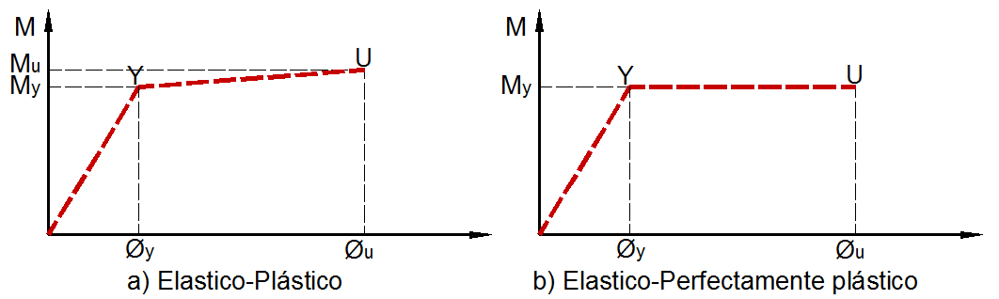 M
Mu
My
Y
U
Øy
Øu
a) Elastico-Plástico
M
My
Y
U
Øy
Øu
b) Elastico-Perfectamente plástico